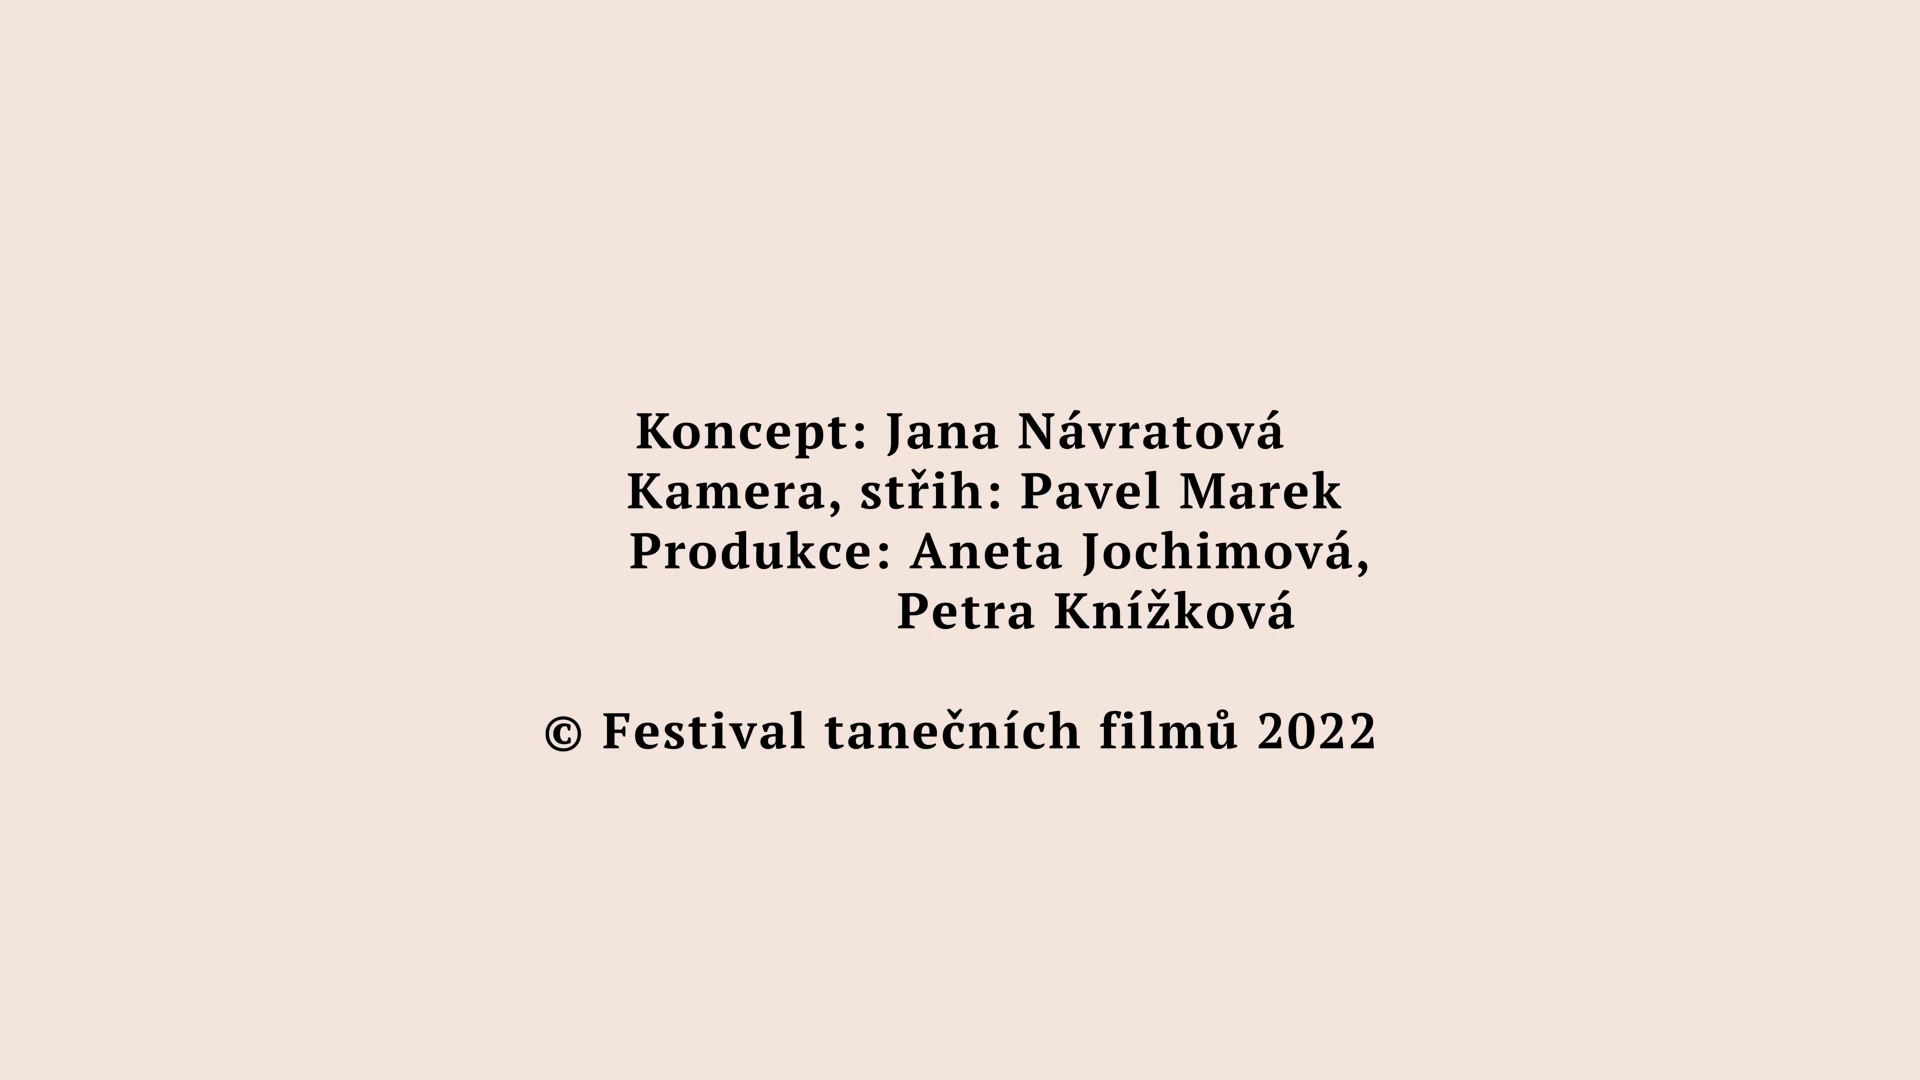 Koncept: Jana Návratová
Kamera, střih: Pavel Marek
Produkce: Aneta Jochimová,
Petra Knížková
© Festival tanečních filmů 2022